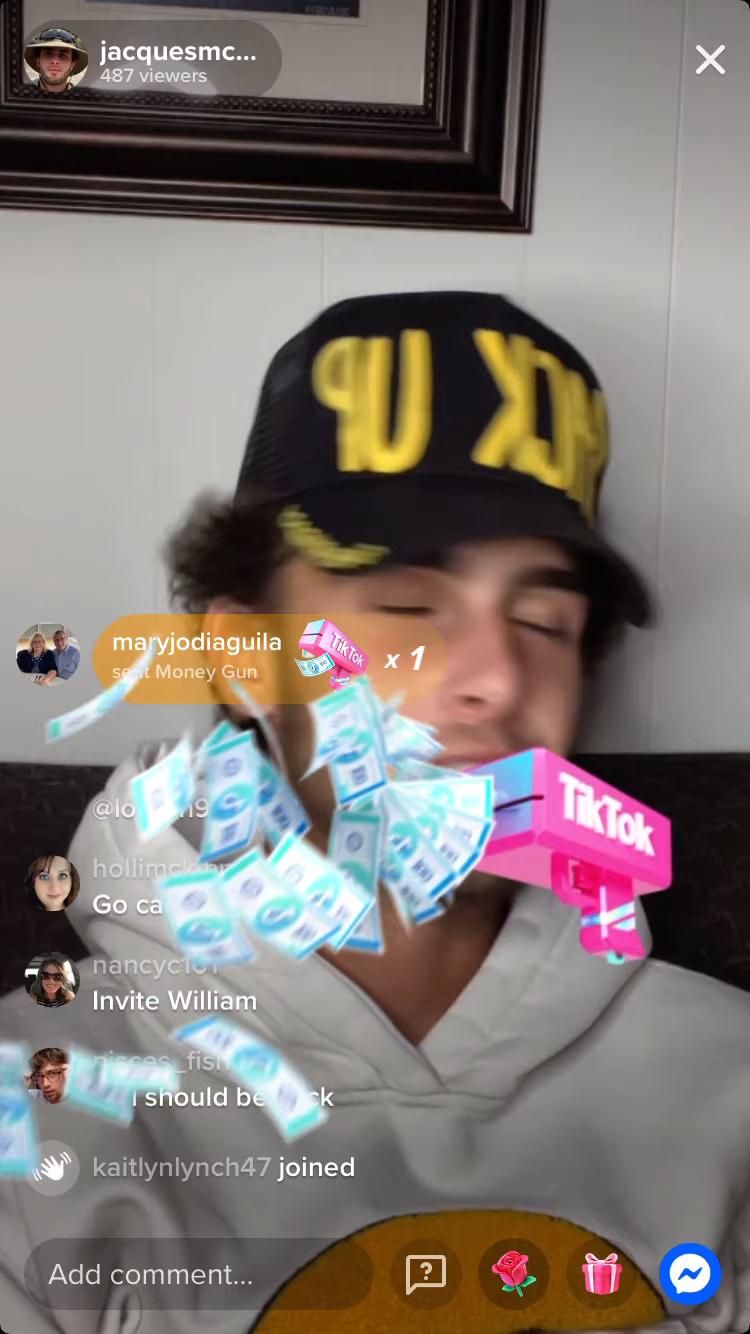 jacquesmc...
487 viewers
UP
maryjodiaguila
TikTok
x 1
sent Money Gun
TikTok
Go
nancyc101
Invite William
I should be
kaitlynlynch47 joined
Add comment...